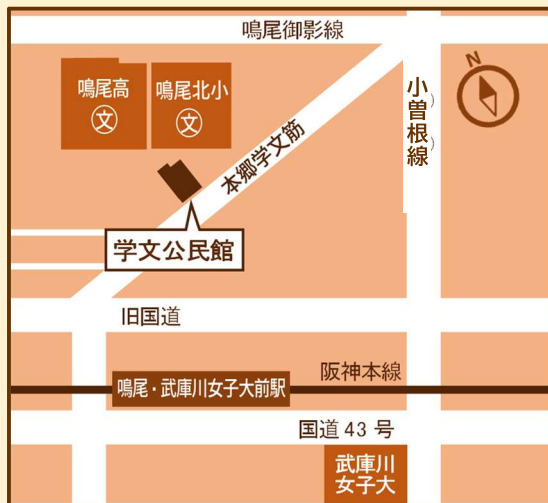 鳴尾御影線
N
鳴尾高
文
鳴尾北小
文
小曽根線
本郷学文筋
学文公民館
旧国道
阪神本線
鳴尾・武庫川女子大前駅
国道43号
武庫川
女子大